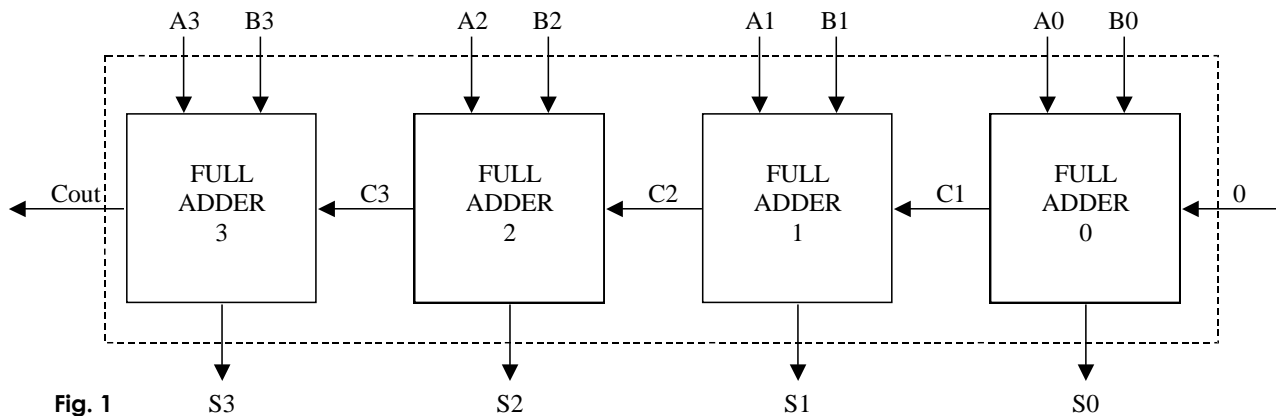 A3 B3 A2 B2 A1 B1 A0 B0
FULL ADDER 3
FULL ADDER 2
FULL ADDER 1
FULL ADDER 0
Cout C3 C2 C1 0
Fig. 1 S3 S2 S1 S0